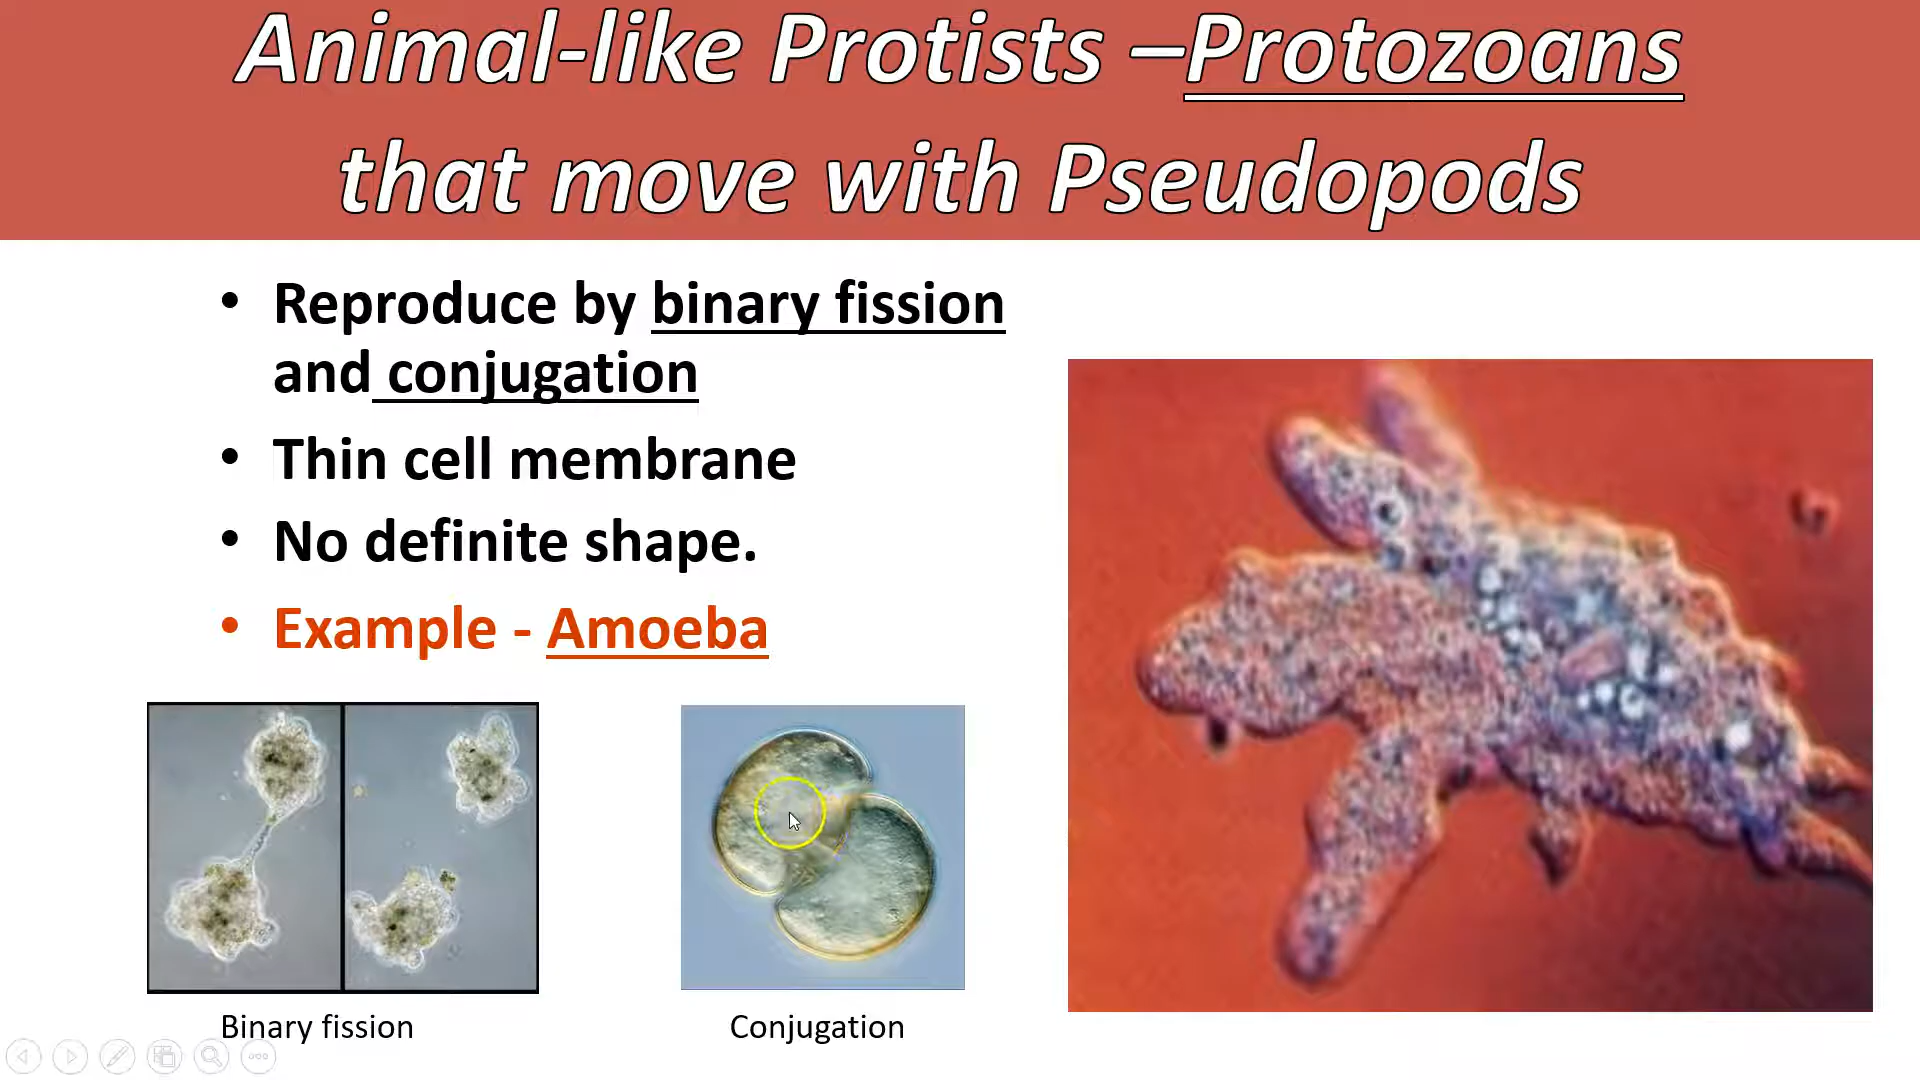 Animal-like Protists –Protozoans
that move with Pseudopods
• Reproduce by binary fission
and conjugation
• Thin cell membrane
• No definite shape.
• Example - Amoeba
Binary fission
Conjugation